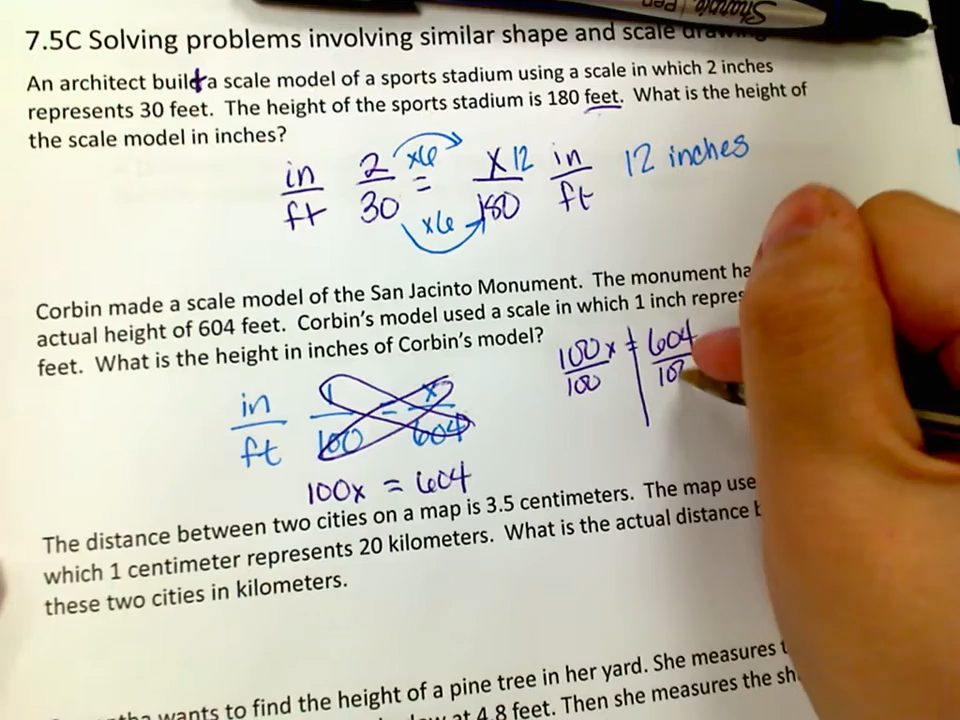 Sharpie Pen
7.5C Solving problems involving similar shape and scale drawing
An architect built a scale model of a sports stadium using a scale in which 2 inches
represents 30 feet. The height of the sports stadium is 180 feet. What is the height of
the scale model in inches?
in/ft 2/30 = x/180 in/ft 12 inches
x6 12
x6
Corbin made a scale model of the San Jacinto Monument. The monument ha
actual height of 604 feet. Corbin's model used a scale in which 1 inch repres
feet. What is the height in inches of Corbin's model?
in/ft 1/100 = x/604
100x = 604
100x/100 = 604/100
The distance between two cities on a map is 3.5 centimeters. The map use
which 1 centimeter represents 20 kilometers. What is the actual distance b
these two cities in kilometers.
wants to find the height of a pine tree in her yard. She measures t
at 4.8 feet. Then she measures the sh